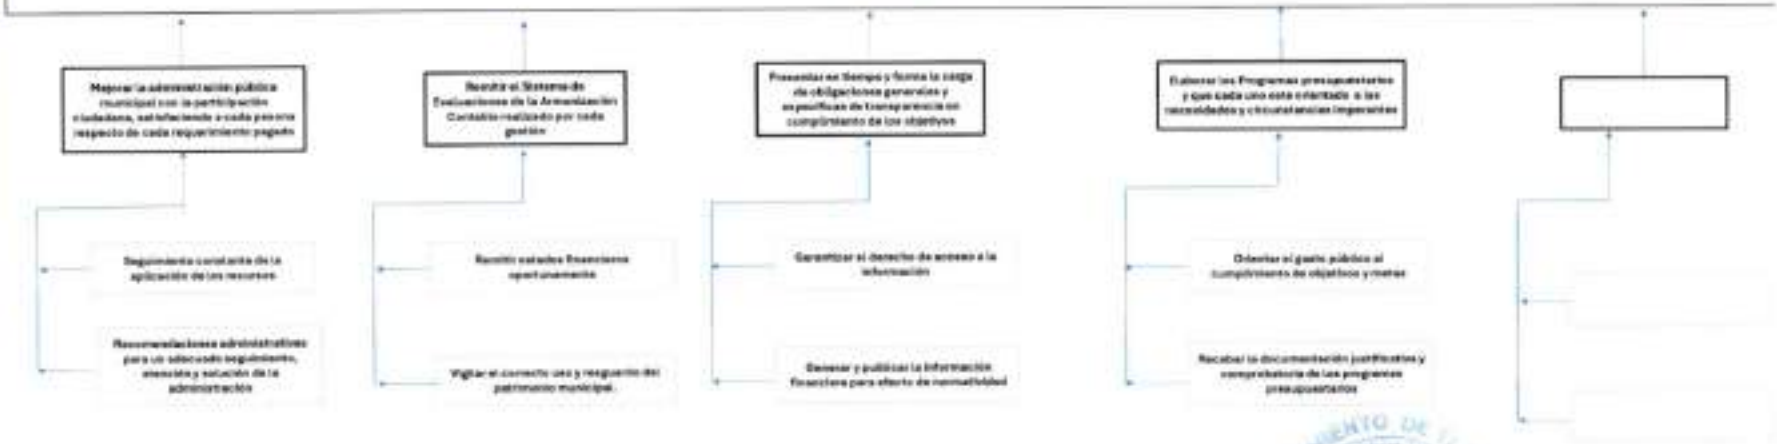 Mejorar la administración pública
municipal con la participación
ciudadana, satisfaciendo a cada persona
respecto de cada requerimiento pagado
Remitir el Sistema de
Evaluaciones de la Armonización
Contable realizado por cada
gestión
Presentar en tiempo y forma la carga
de obligaciones generales y
específicas de transparencia en
cumplimiento de los objetivos
Elaborar los Programas presupuestarios
y que cada uno este orientado a las
necesidades y circunstancias imperantes
Seguimiento constante de la
aplicación de los recursos
Remitir estados financieros
oportunamente
Garantizar el derecho de acceso a la
información
Orientar el gasto público al
cumplimiento de objetivos y metas
Recomendaciones administrativas
para un adecuado seguimiento,
atención y solución de la
administración
Vigilar el correcto uso y resguardo del
patrimonio municipal.
Generar y publicar la información
financiera para efecto de normatividad
Recabar la documentación justificativa y
comprobatoria de los programas
presupuestarios
DE